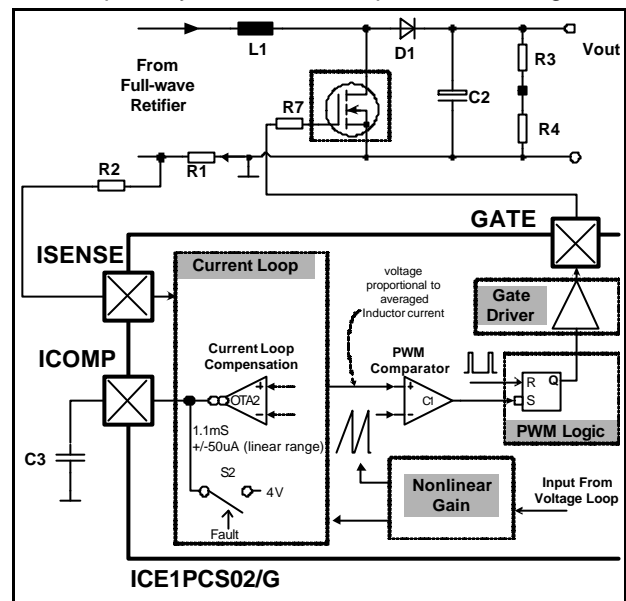 L1
D1
R3
Vout
From
Full-wave
Retifier
R7
C2
R4
R2
R1
GATE
ISENSE
Current Loop
voltage
proportional to
averaged
Inductor current
Gate
Driver
ICOMP
Current Loop
Compensation
PWM
Comparator
OTA2
C1
R
Q
S
PWM Logic
1.1mS
+/-50uA (linear range)
C3
S2
4V
Fault
Nonlinear
Gain
Input From
Voltage Loop
ICE1PCS02/G